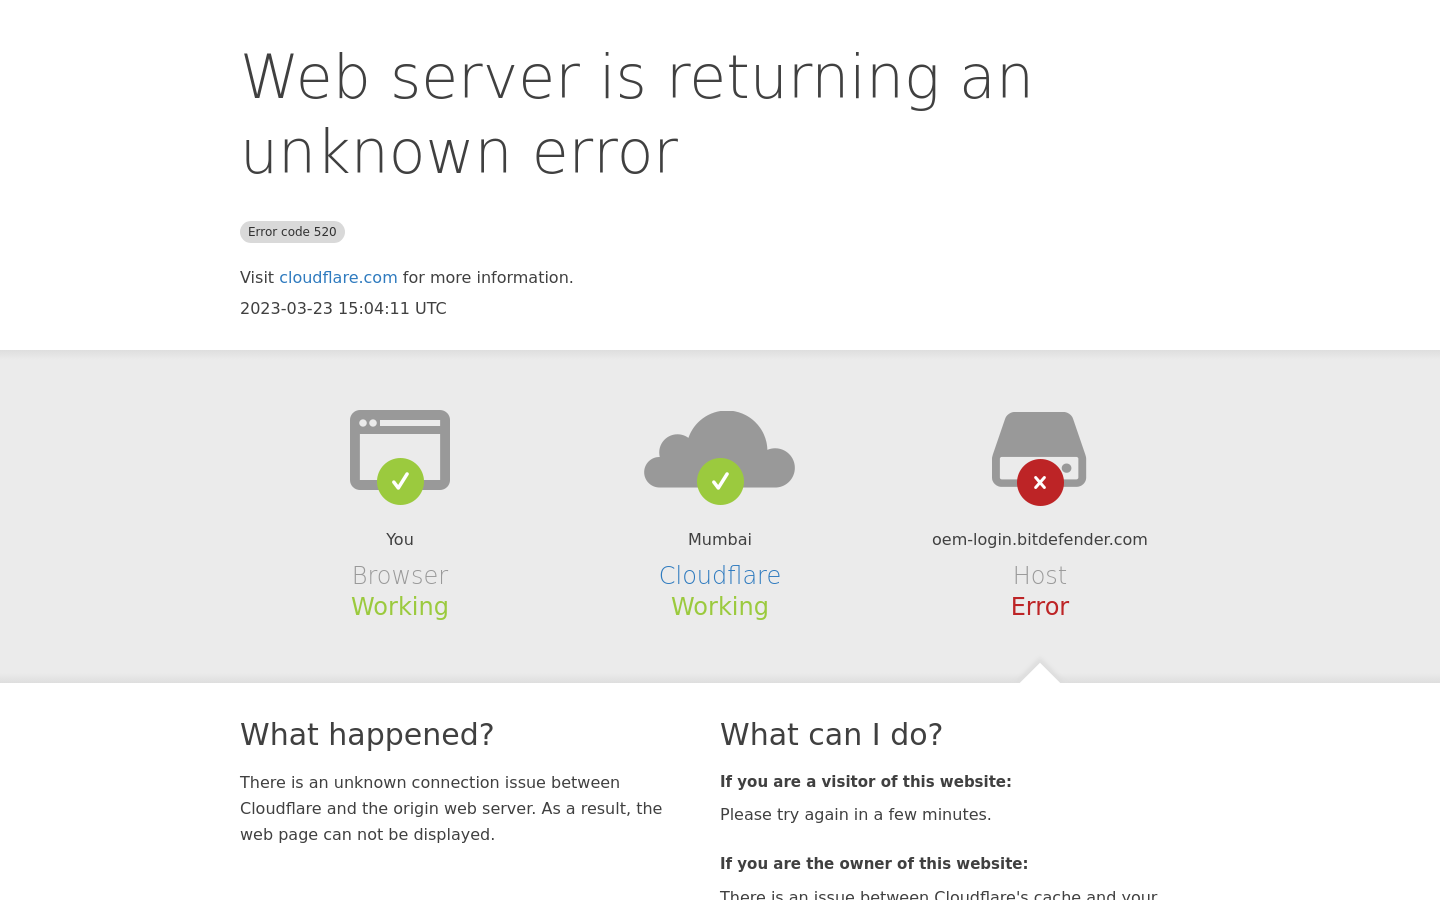 Web server is returning an
unknown error
Error code 520
Visit cloudflare.com for more information.
2023-03-23 15:04:11 UTC
You
Browser
Working
Mumbai
Cloudflare
Working
oem-login.bitdefender.com
Host
Error
What happened?
There is an unknown connection issue between
Cloudflare and the origin web server. As a result, the
web page can not be displayed.
What can I do?
If you are a visitor of this website:
Please try again in a few minutes.
If you are the owner of this website:
There is an issue between Cloudflare's cache and your